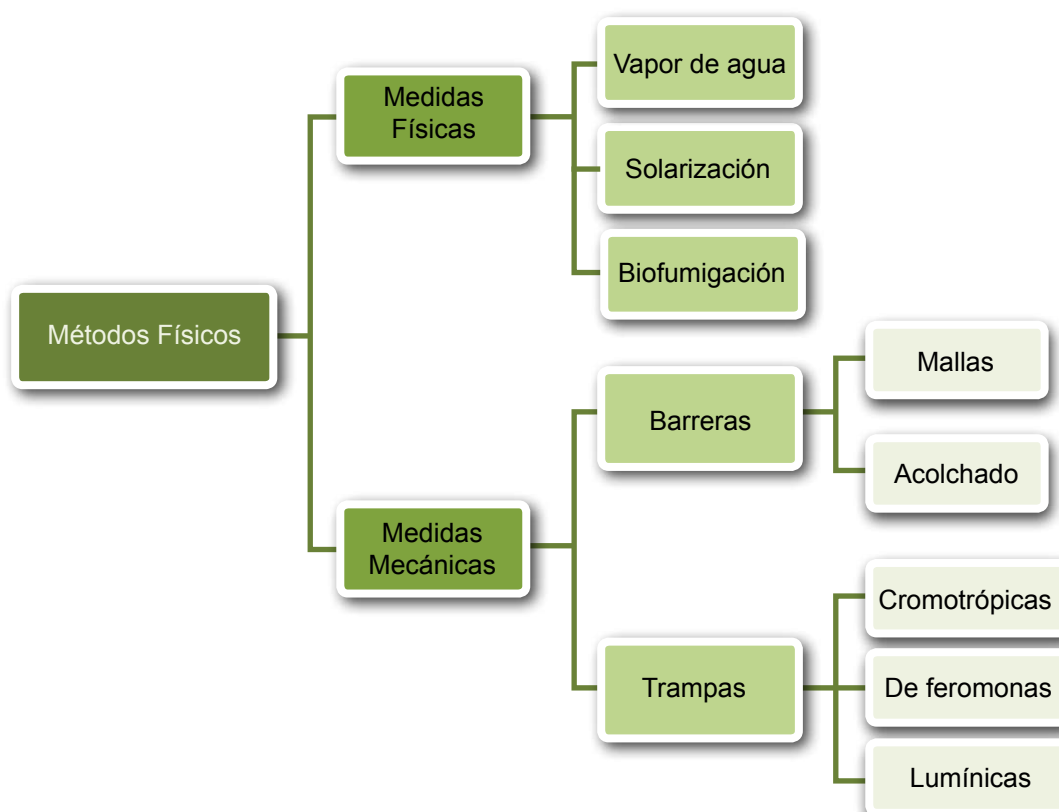 Métodos Físicos
Medidas
Físicas
Vapor de agua
Solarización
Biofumigación
Medidas
Mecánicas
Barreras
Mallas
Acolchado
Trampas
Cromotrópicas
De feromonas
Lumínicas